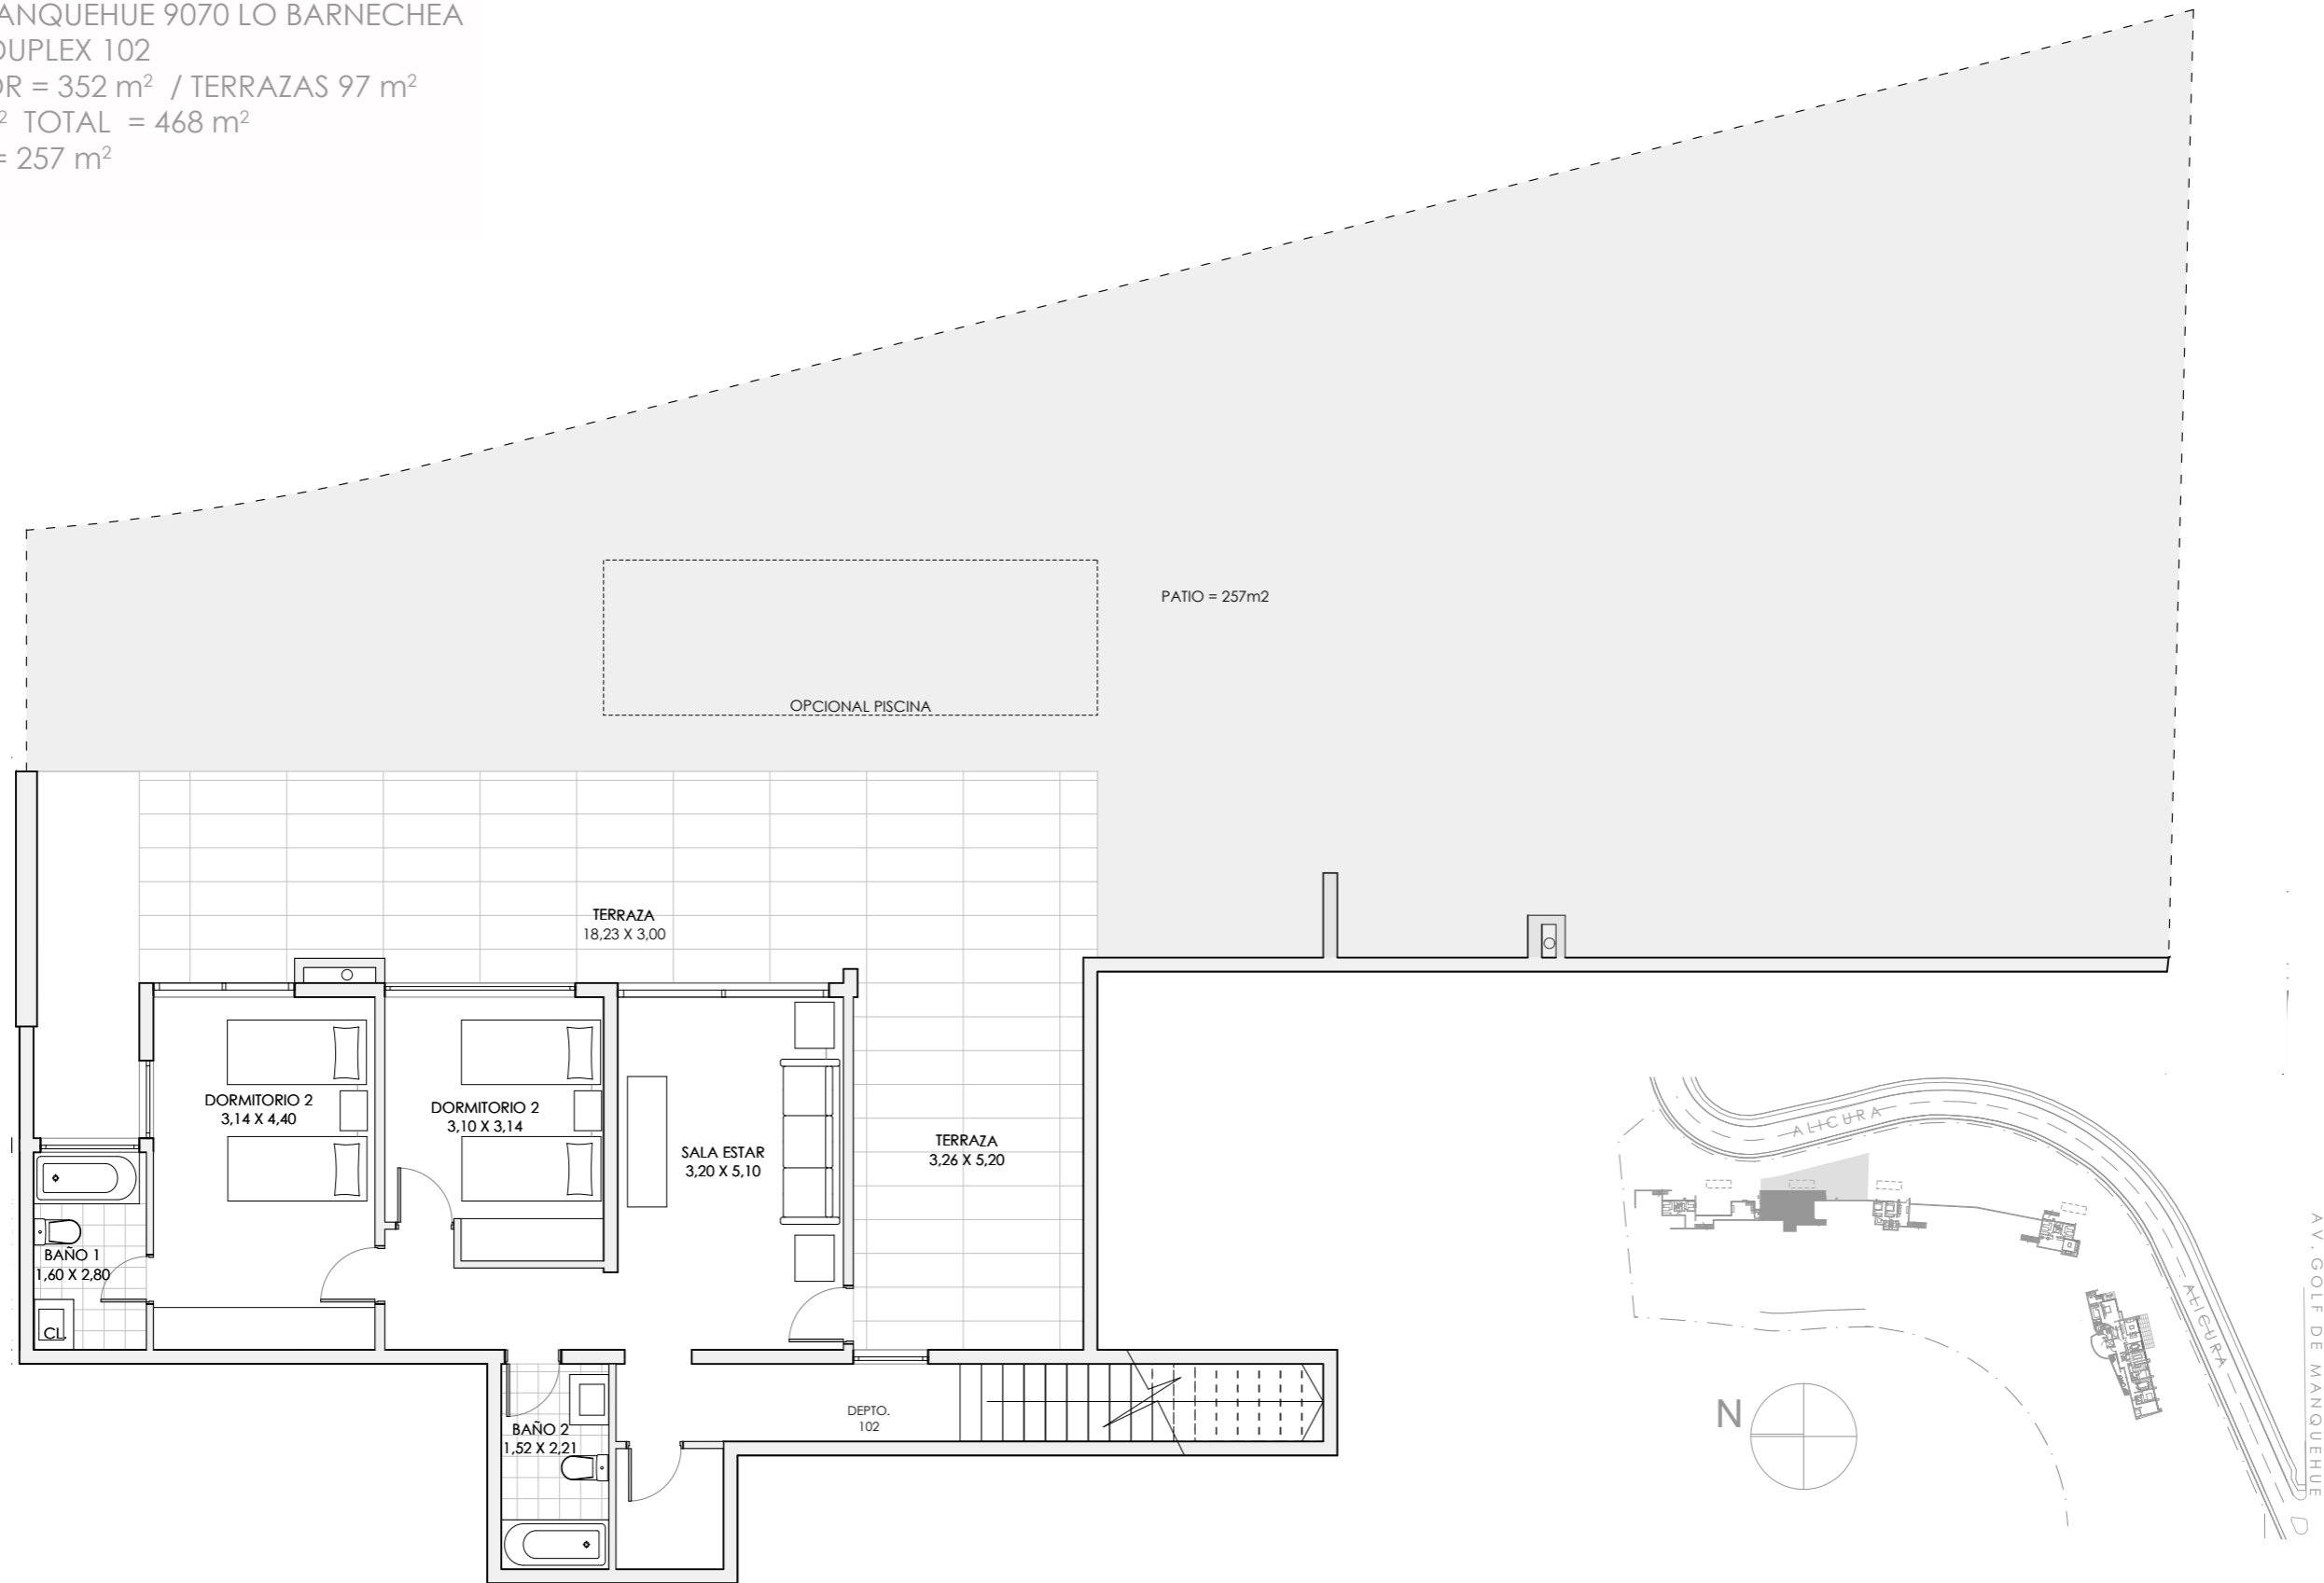 ANQUEHUE 9070 LO BARNECHEA
DUPLEX 102
OR = 352 m² / TERRAZAS 97 m²
² TOTAL = 468 m²
= 257 m²
PATIO = 257m2
OPCIONAL PISCINA
TERRAZA
18,23 X 3,00
DORMITORIO 2
3,14 X 4,40
DORMITORIO 2
3,10 X 3,14
SALA ESTAR
3,20 X 5,10
TERRAZA
3,26 X 5,20
BAÑO 1
1,60 X 2,80
CL.
BAÑO 2
1,52 X 2,21
DEPTO.
102
ALICURA
ALICURA
AV. GOLF DE MANQUEHUE
N